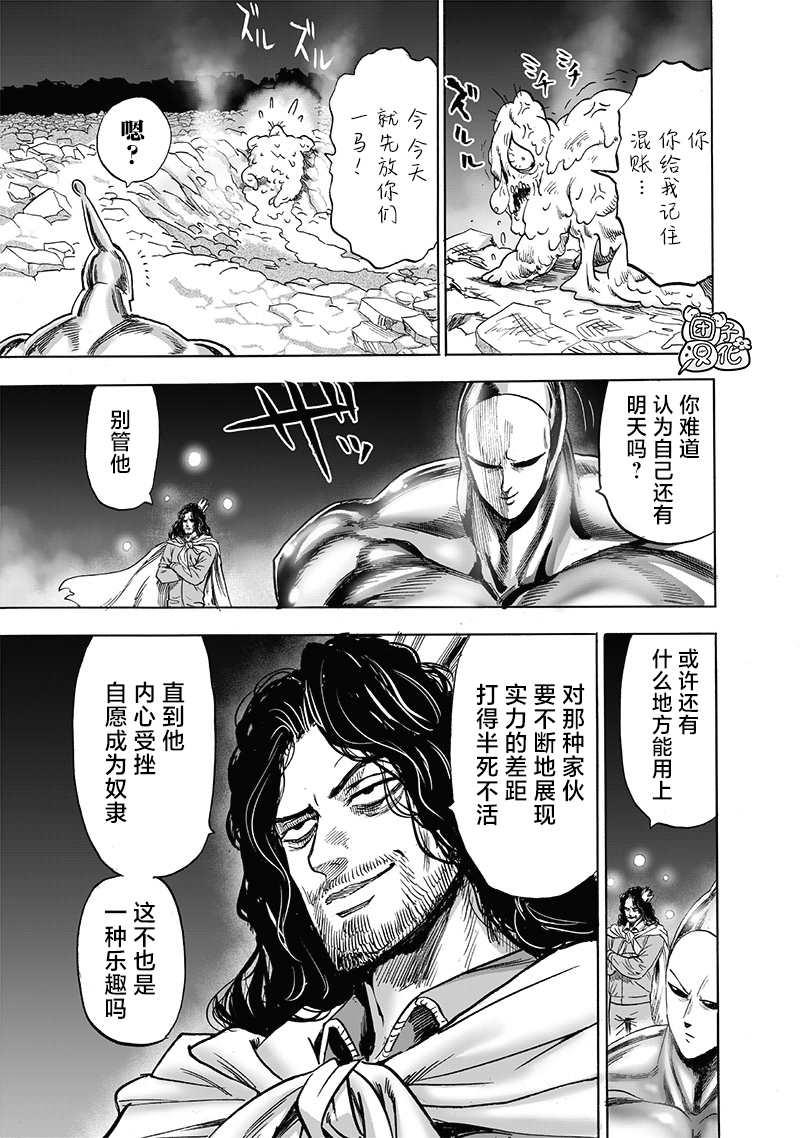 你
你给我记住
混账…
ミチ
ミチ
ズル
今 今天
就先放你们
一马！
ズル
ズル
嗯？
团子
汉化
你难道
认为自己还有
明天吗？
别管他
或许还有
什么地方能用上
对那种家伙
要不断地展现
实力的差距
打得半死不活
直到他
内心受挫
自愿成为奴隶
这不也是
一种乐趣吗